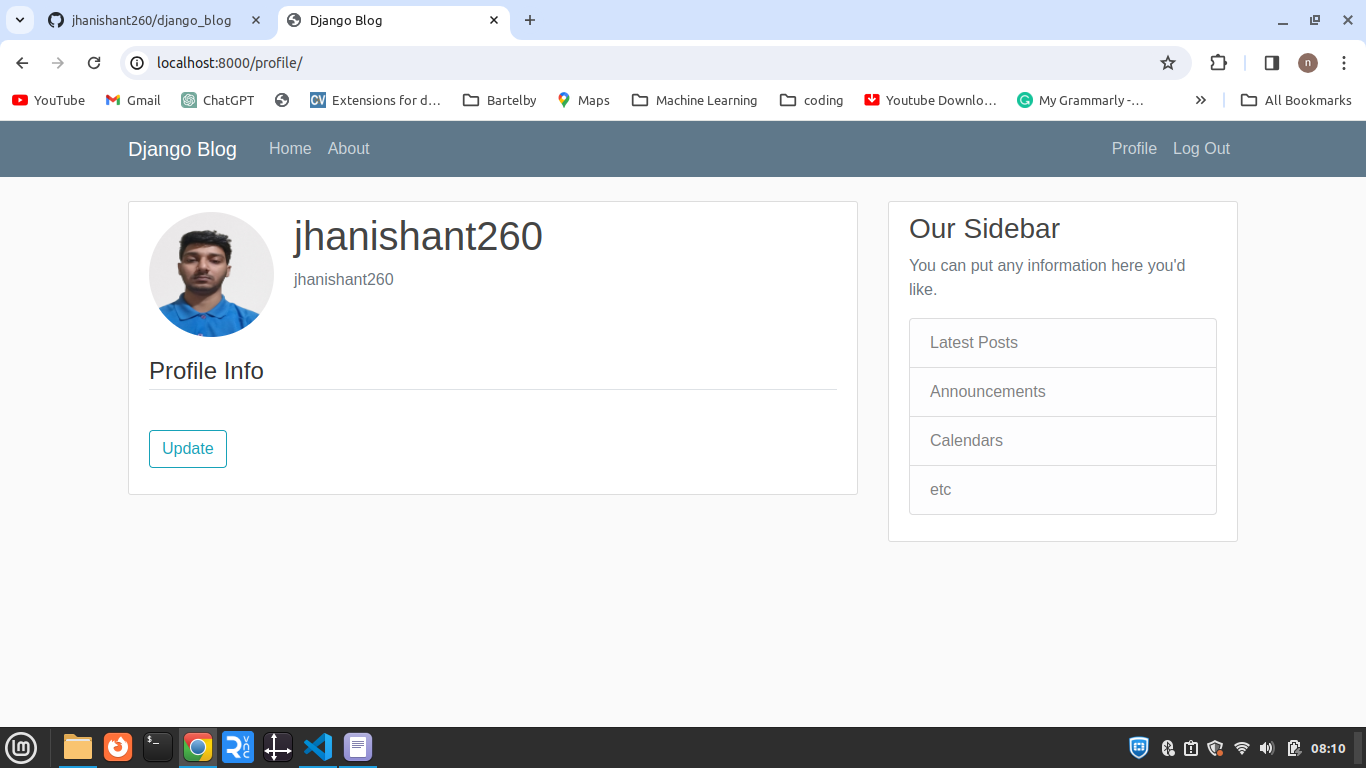 jhanishant260/django_blog
Django Blog
localhost:8000/profile/
n
YouTube
Gmail
ChatGPT
CV Extensions for d…
Bartelby
Maps
Machine Learning
coding
Youtube Downlo…
My Grammarly -…
All Bookmarks
Django Blog Home About Profile Log Out
jhanishant260
jhanishant260
Profile Info
Update
Our Sidebar
You can put any information here you'd
like.
Latest Posts
Announcements
Calendars
etc
08:10